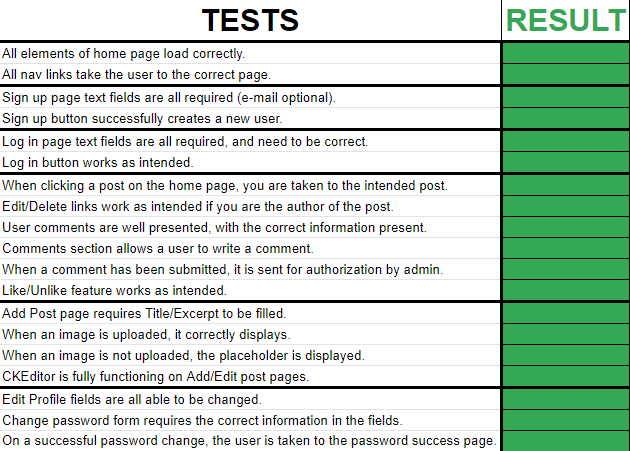 TESTS RESULT
All elements of home page load correctly.
All nav links take the user to the correct page.
Sign up page text fields are all required (e-mail optional).
Sign up button successfully creates a new user.
Log in page text fields are all required, and need to be correct.
Log in button works as intended.
When clicking a post on the home page, you are taken to the intended post.
Edit/Delete links work as intended if you are the author of the post.
User comments are well presented, with the correct information present.
Comments section allows a user to write a comment.
When a comment has been submitted, it is sent for authorization by admin.
Like/Unlike feature works as intended.
Add Post page requires Title/Excerpt to be filled.
When an image is uploaded, it correctly displays.
When an image is not uploaded, the placeholder is displayed.
CKEditor is fully functioning on Add/Edit post pages.
Edit Profile fields are all able to be changed.
Change password form requires the correct information in the fields.
On a successful password change, the user is taken to the password success page.